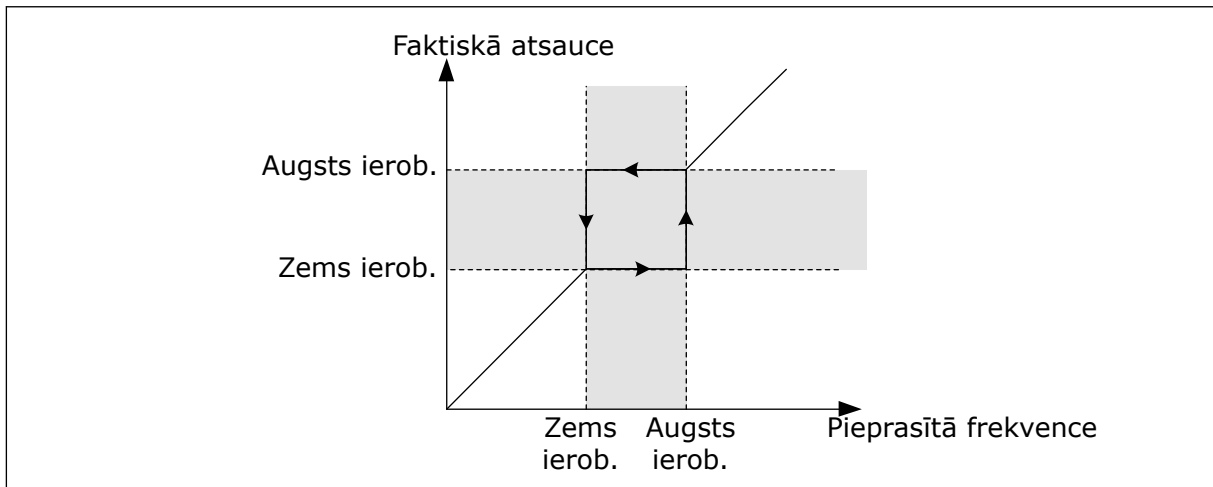 Faktiskā atsauce
Augsts ierob.
Zems ierob.
Zems
ierob.
Augsts
ierob.
Pieprasītā frekvence